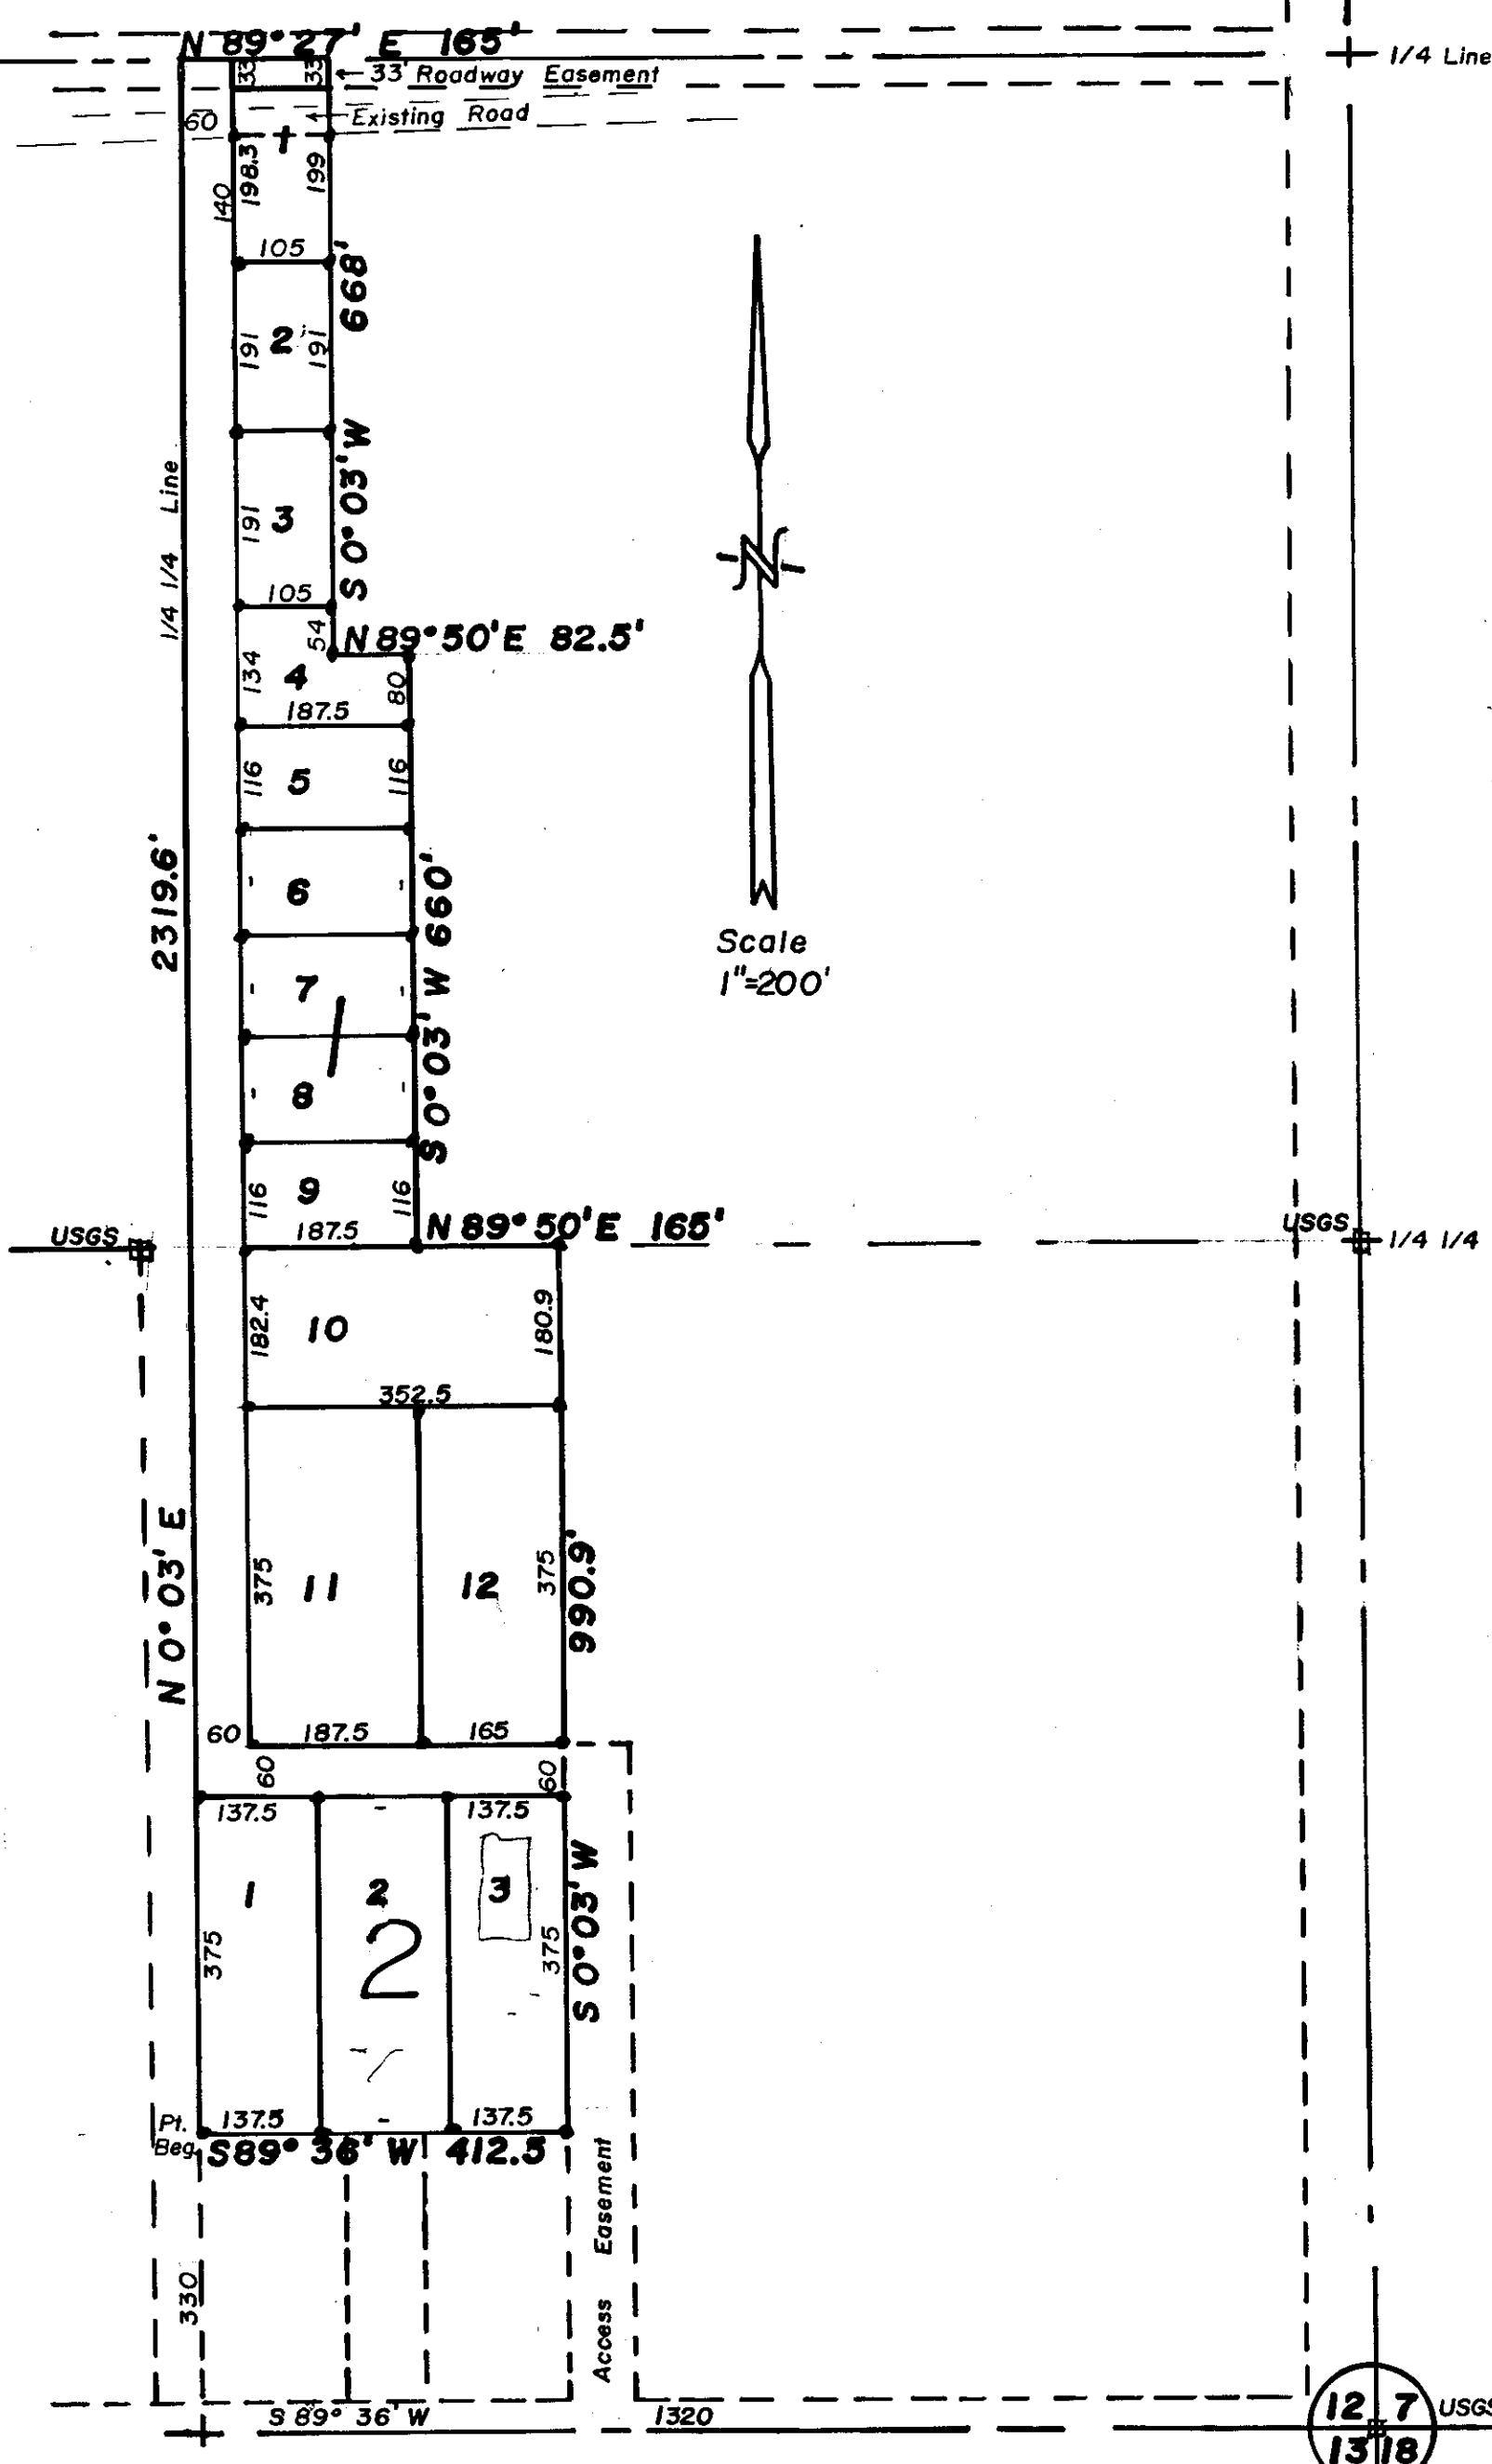 N 89° 27' E 165'
1/4 Line
33
33
33' Roadway Easement
Existing Road
60
1
198.3
199
140
105
668'
2
191
191
S 0° 03' W
1/4 1/4 Line
3
191
105
54
N 89° 50' E 82.5'
134
4
80
187.5
116
5
116
2319.6'
6
S 0° 03' W 660'
N
Scale
1"=200'
7
1
8
116
9
116
187.5
N 89° 50' E 165'
USGS
USGS
1/4 1/4
182.4
10
180.9
352.5
N 0° 03' E
375
11
12
375
990.9'
60
187.5
165
60
60
137.5
137.5
1
2
3
2
375
375
S 0° 03' W
Pt.
Beg.
137.5
137.5
S 89° 36' W 412.5
330
Access Easement
S 89° 36' W
1320
12 7
USGS
13 18